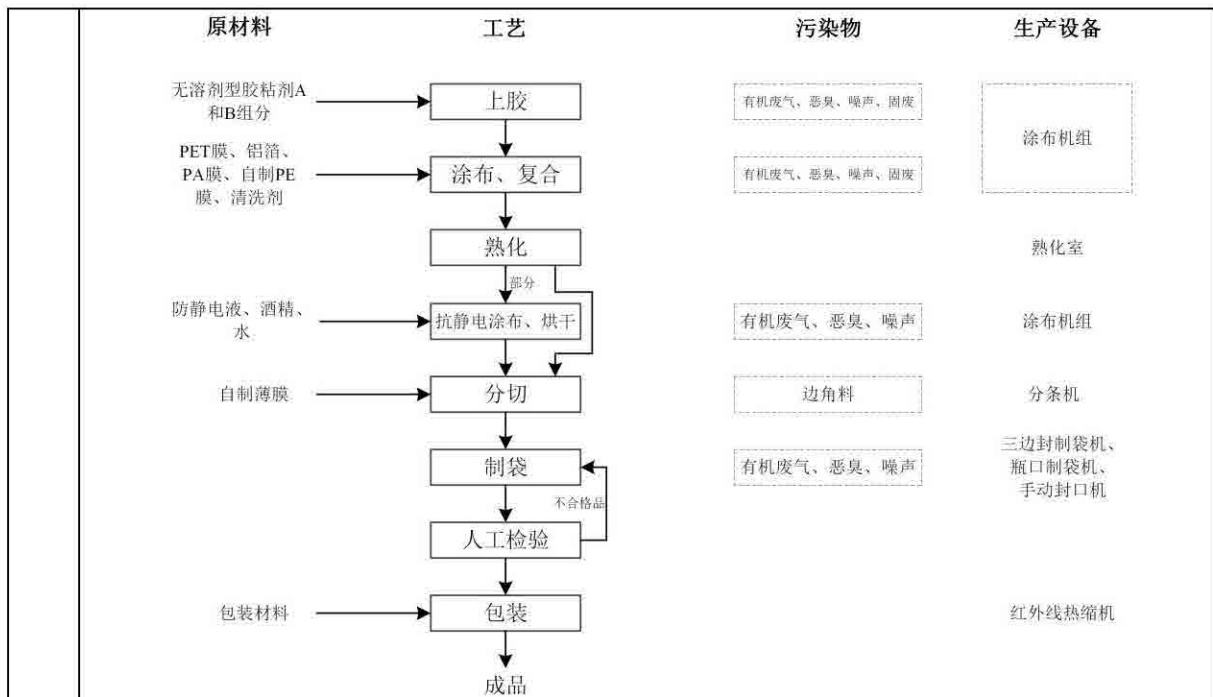 原材料 工艺 污染物 生产设备
无溶剂型胶粘剂A
和B组分
上胶
有机废气、恶臭、噪声、固废
涂布机组
PET膜、铝箔、
PA膜、自制PE
膜、清洗剂
涂布、复合
有机废气、恶臭、噪声、固废
熟化
熟化室
部分
防静电液、酒精、
水
抗静电涂布、烘干
有机废气、恶臭、噪声
涂布机组
自制薄膜
分切
边角料
分条机
制袋
有机废气、恶臭、噪声
三边封制袋机、
瓶口制袋机、
手动封口机
不合格品
人工检验
包装材料
包装
红外线热缩机
成品